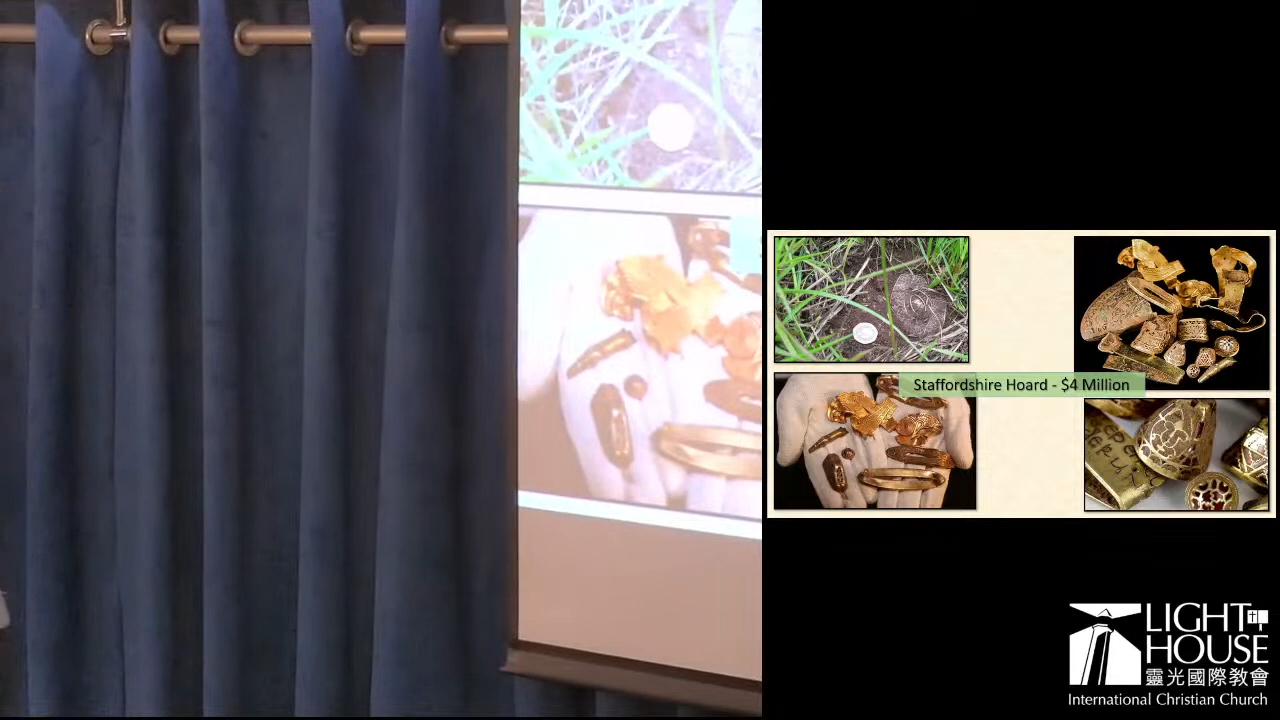 Staffordshire Hoard - $4 Million
LIGHT
HOUSE
靈光國際教會
International Christian Church